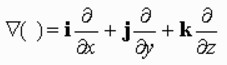 ∇( ) = i ∂/∂x + j ∂/∂y + k ∂/∂z